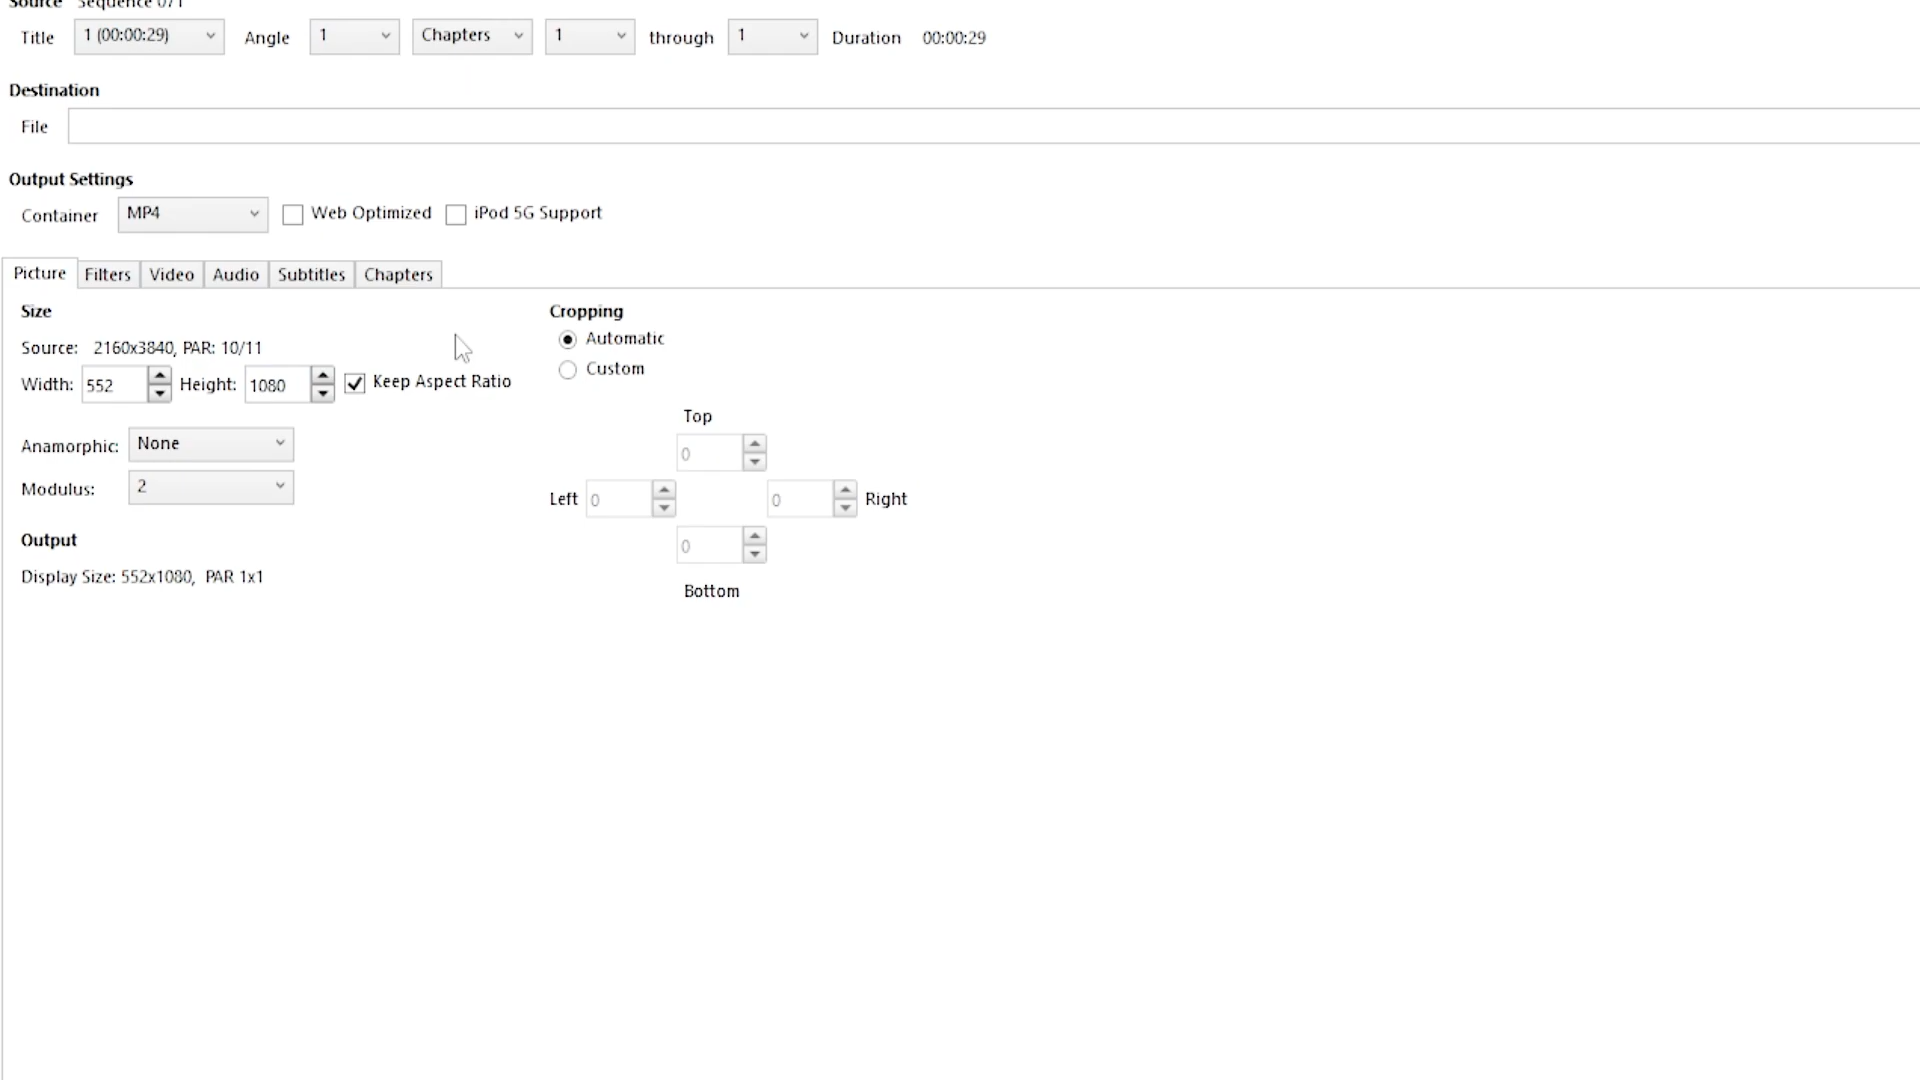 Source Sequence 071
Title 1 (00:00:29) Angle 1 Chapters 1 through 1 Duration 00:00:29
Destination
File
Output Settings
Container MP4 Web Optimized iPod 5G Support
Picture Filters Video Audio Subtitles Chapters
Size
Source: 2160x3840, PAR: 10/11
Width: 552 Height: 1080 Keep Aspect Ratio
Anamorphic: None
Modulus: 2
Output
Display Size: 552x1080, PAR 1x1
Cropping
Automatic
Custom
Top
0
Left 0 0 Right
0
Bottom